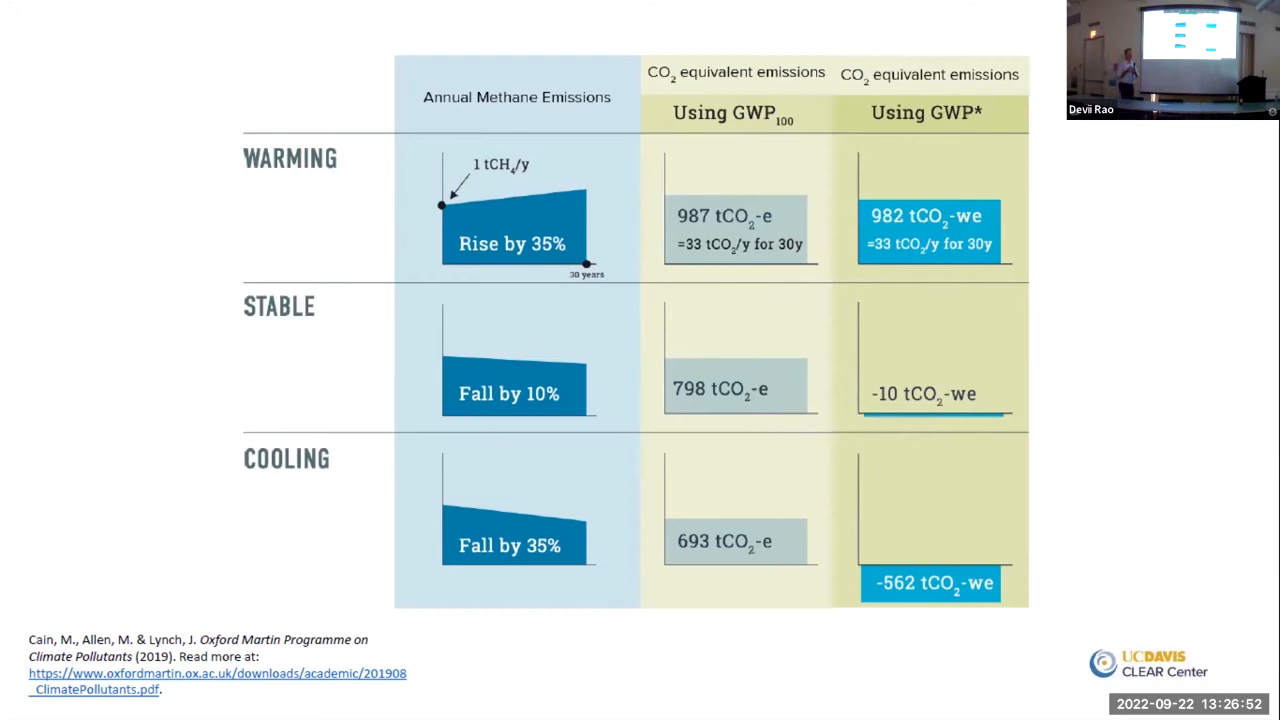 Devii Rao
Annual Methane Emissions
CO₂ equivalent emissions
Using GWP₁₀₀
CO₂ equivalent emissions
Using GWP*
WARMING
1 tCH₄/y
Rise by 35%
30 years
987 tCO₂-e
=33 tCO₂/y for 30y
982 tCO₂-we
=33 tCO₂/y for 30y
STABLE
Fall by 10%
798 tCO₂-e
-10 tCO₂-we
COOLING
Fall by 35%
693 tCO₂-e
-562 tCO₂-we
Cain, M., Allen, M. & Lynch, J. Oxford Martin Programme on
Climate Pollutants (2019). Read more at:
https://www.oxfordmartin.ox.ac.uk/downloads/academic/201908
_ClimatePollutants.pdf.
UCDAVIS
CLEAR Center
2022-09-22 13:26:52